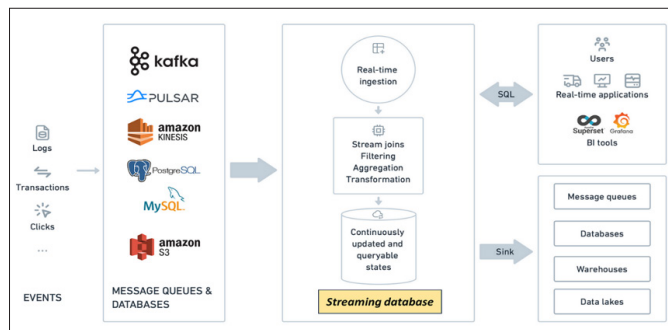 Logs
Transactions
Clicks
...
EVENTS
kafka
PULSAR
amazon
KINESIS
PostgreSQL
MySQL
amazon
S3
MESSAGE QUEUES &
DATABASES
Real-time
ingestion
Stream joins
Filtering
Aggregation
Transformation
Continuously
updated and
queryable
states
Streaming database
SQL
Sink
Users
Real-time applications
Superset
Grafana
BI tools
Message queues
Databases
Warehouses
Data lakes